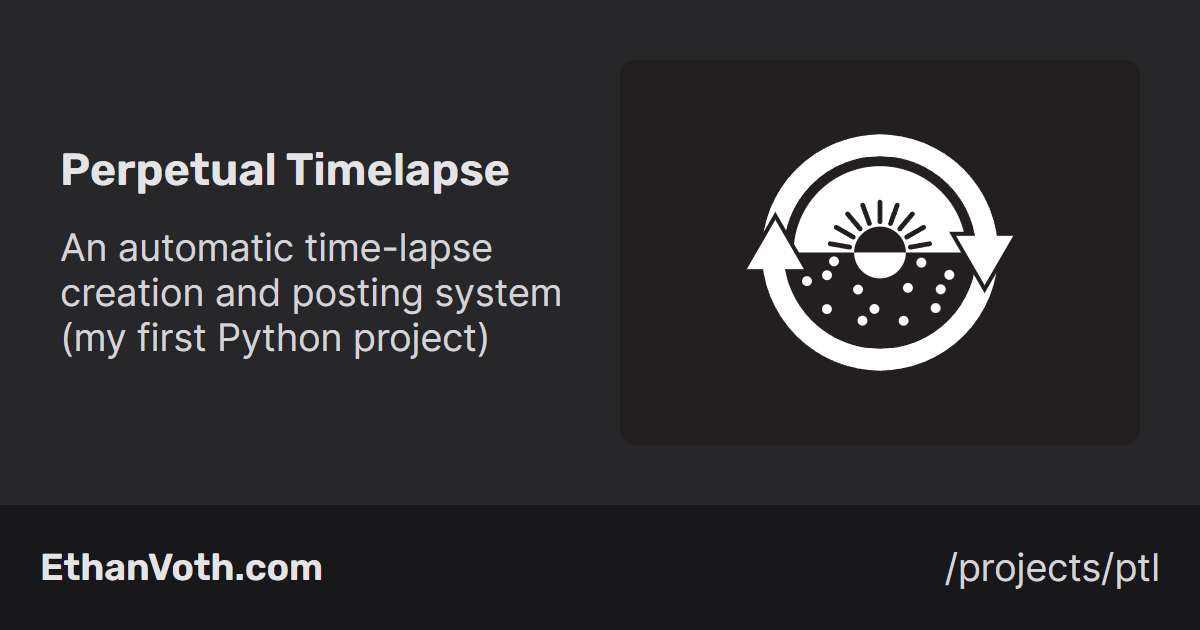 Perpetual Timelapse
An automatic time-lapse
creation and posting system
(my first Python project)
EthanVoth.com
/projects/ptl